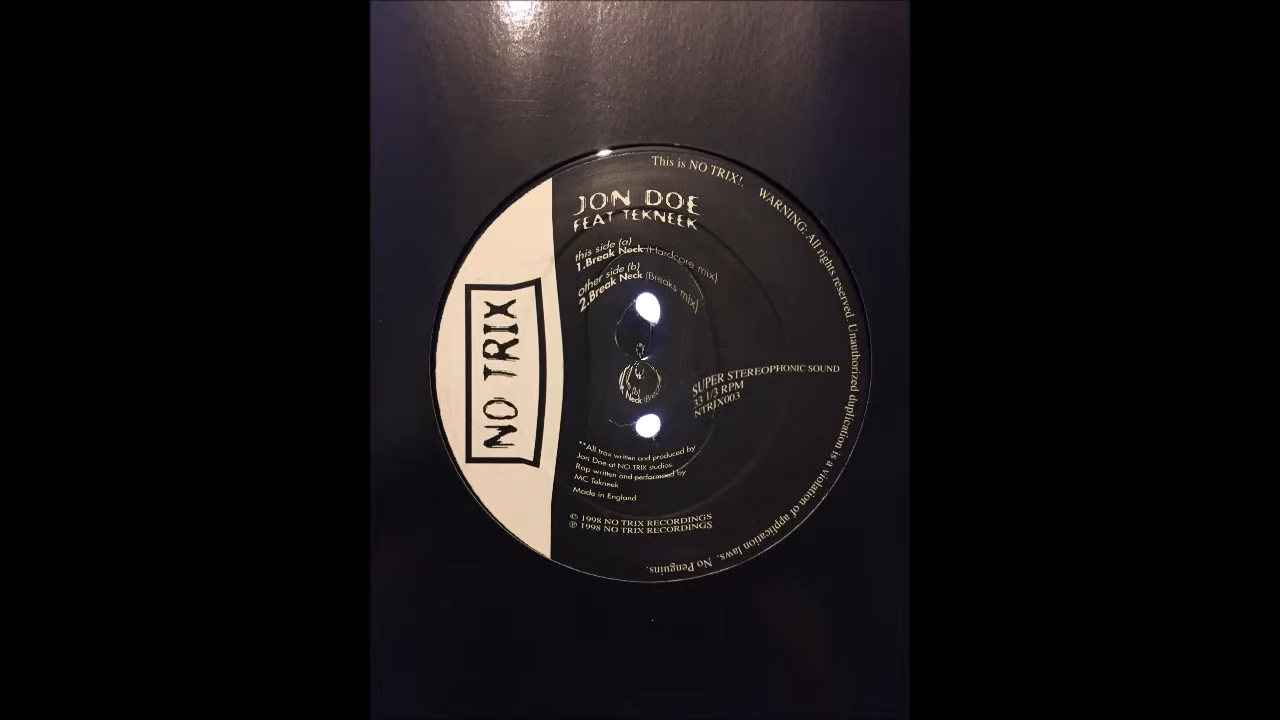 This is NO TRIX!. WARNING: All rights reserved. Unauthorized duplication is a violation of application laws. No Penguins.
JON DOE
FEAT TEKNEEK
this side (a)
1.Break Neck (Hardcore mix)
other side (b)
2.Break Neck (Breaks mix)
NO TRIX
SUPER STEREOPHONIC SOUND
33 1/3 RPM
NTRIX003
**All trax written and produced by
Jon Doe at NO TRIX studios.
Rap written and performed by
MC Tekneek
Made in England
© 1998 NO TRIX RECORDINGS
℗ 1998 NO TRIX RECORDINGS